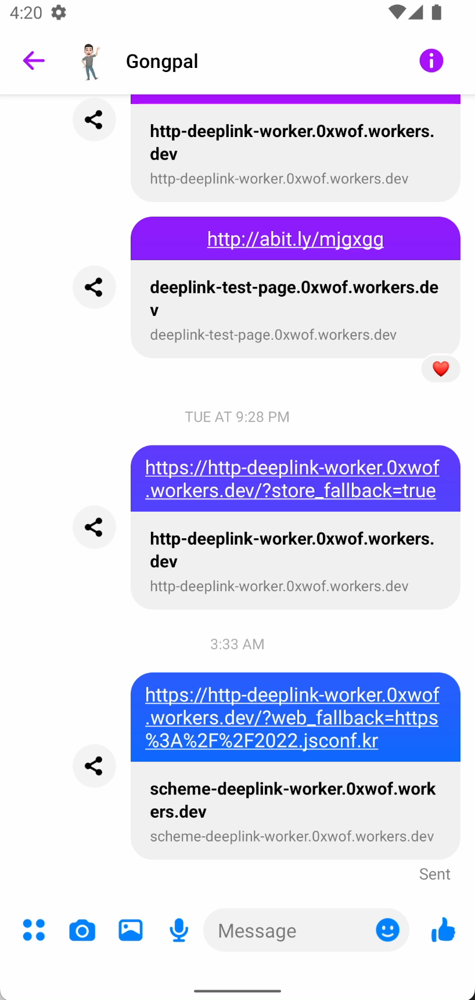 4:20
Gongpal
http-deeplink-worker.0xwof.workers.
dev
http-deeplink-worker.0xwof.workers.dev
http://abit.ly/mjgxgg
deeplink-test-page.0xwof.workers.de
v
deeplink-test-page.0xwof.workers.dev
TUE AT 9:28 PM
https://http-deeplink-worker.0xwof
.workers.dev/?store_fallback=true
http-deeplink-worker.0xwof.workers.
dev
http-deeplink-worker.0xwof.workers.dev
3:33 AM
https://http-deeplink-worker.0xwof
.workers.dev/?web_fallback=https
%3A%2F%2F2022.jsconf.kr
scheme-deeplink-worker.0xwof.work
ers.dev
scheme-deeplink-worker.0xwof.workers.dev
Sent
Message